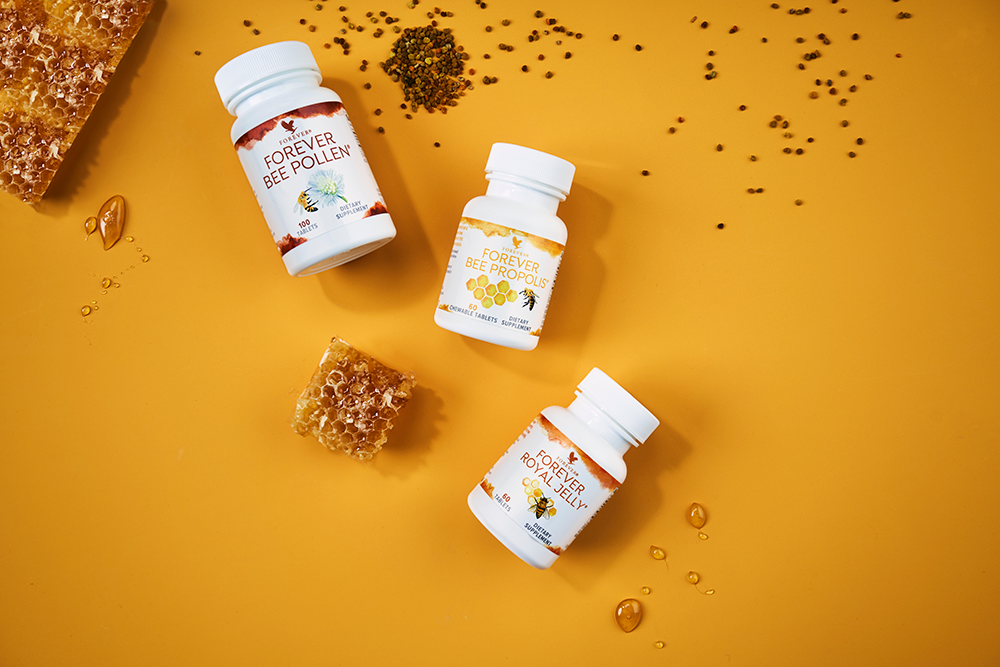 FOREVER®
FOREVER
BEE POLLEN®
100
TABLETS
DIETARY
SUPPLEMENT
FOREVER®
FOREVER
BEE PROPOLIS®
60
CHEWABLE TABLETS
DIETARY
SUPPLEMENT
FOREVER®
FOREVER
ROYAL JELLY®
60
TABLETS
DIETARY
SUPPLEMENT